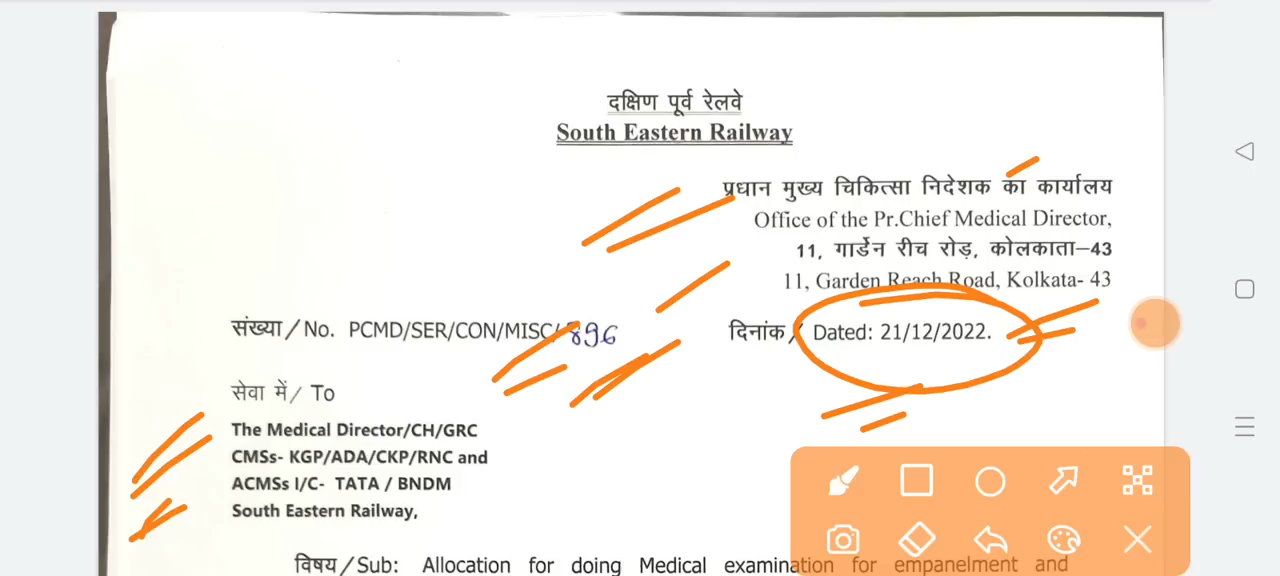 दक्षिण पूर्व रेलवे
South Eastern Railway
प्रधान मुख्य चिकित्सा निदेशक का कार्यालय
Office of the Pr.Chief Medical Director,
11, गार्डेन रीच रोड़, कोलकाता-43
11, Garden Reach Road, Kolkata- 43
संख्या/No. PCMD/SER/CON/MISC/ 896 दिनांक/ Dated: 21/12/2022.
सेवा में/ To
The Medical Director/CH/GRC
CMSs- KGP/ADA/CKP/RNC and
ACMSs I/C- TATA / BNDM
South Eastern Railway,
विषय/Sub: Allocation for doing Medical examination for empanelment and